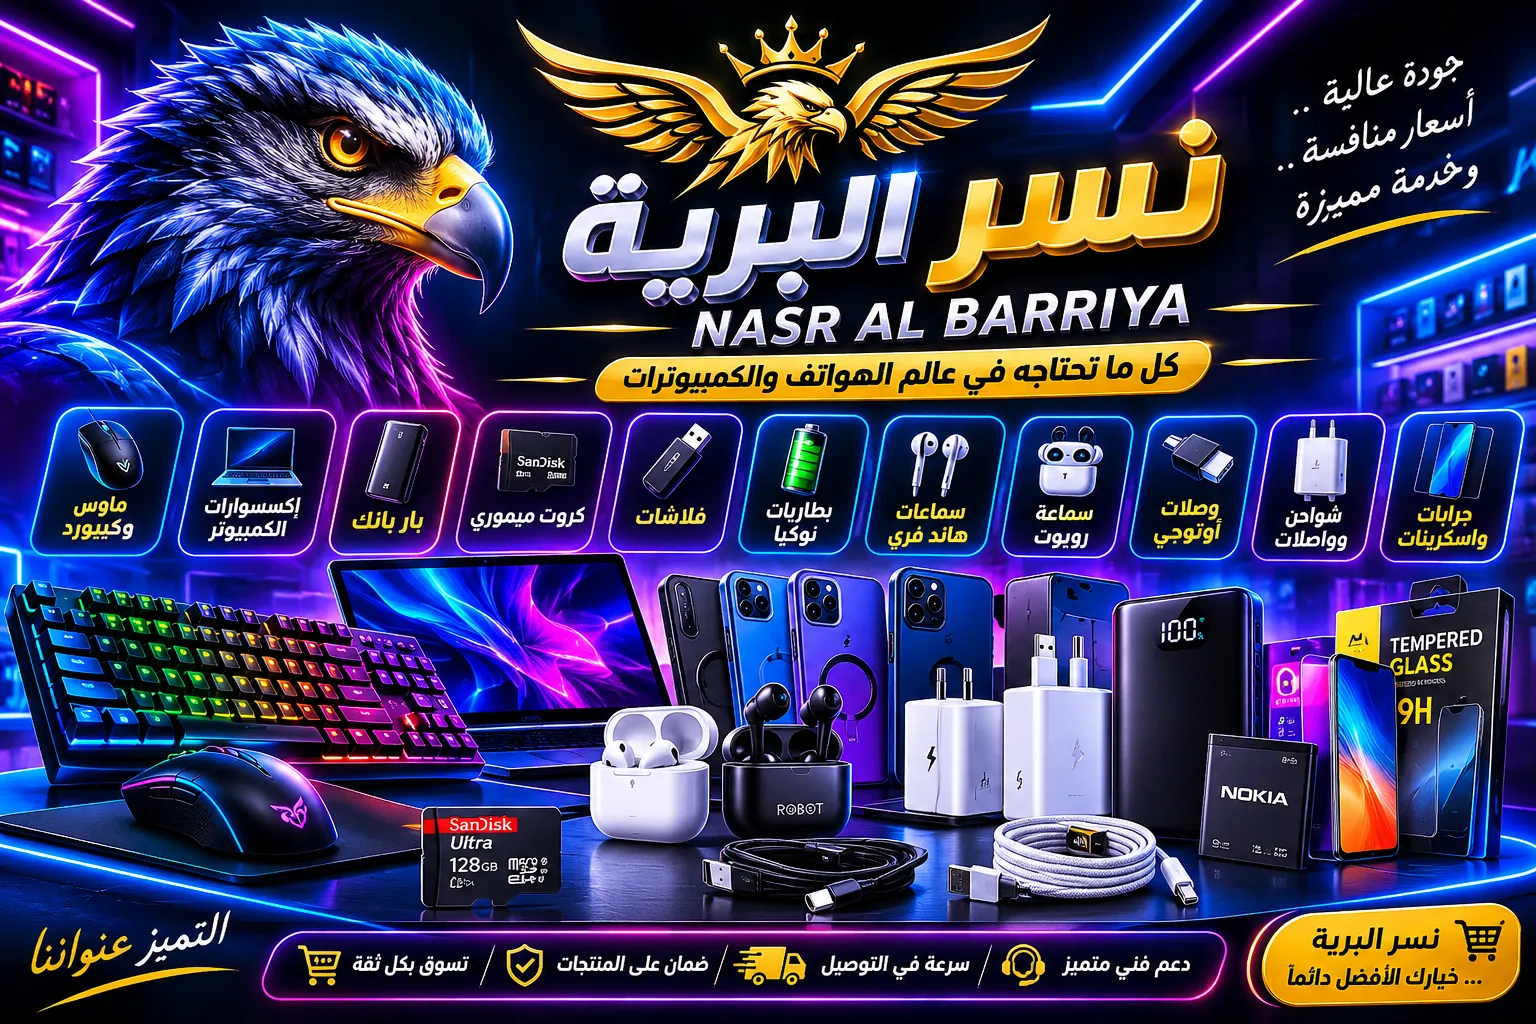 جودة عالية ..
أسعار منافسة ..
وخدمة مميزة
نسر البرية
NASR AL BARRIYA
كل ما تحتاجه في عالم الهواتف والكمبيوترات
جرابات
واسكرينات
شواحن
وواصلات
وصلات
أوتوجي
سماعة
رويوت
سماعات
هاند فري
بطاريات
نوكيا
فلاشات
SanDisk
كروت ميموري
بار بانك
إكسسوارات
الكمبيوتر
ماوس
وكيبورد
100
TEMPERED
GLASS
9H
NOKIA
ROBOT
SanDisk
Ultra
128GB
التميز عنواننا
دعم فني متميز
سرعة في التوصيل
ضمان على المنتجات
تسوق بكل ثقة
نسر البرية
خيارك الأفضل دائماً ...